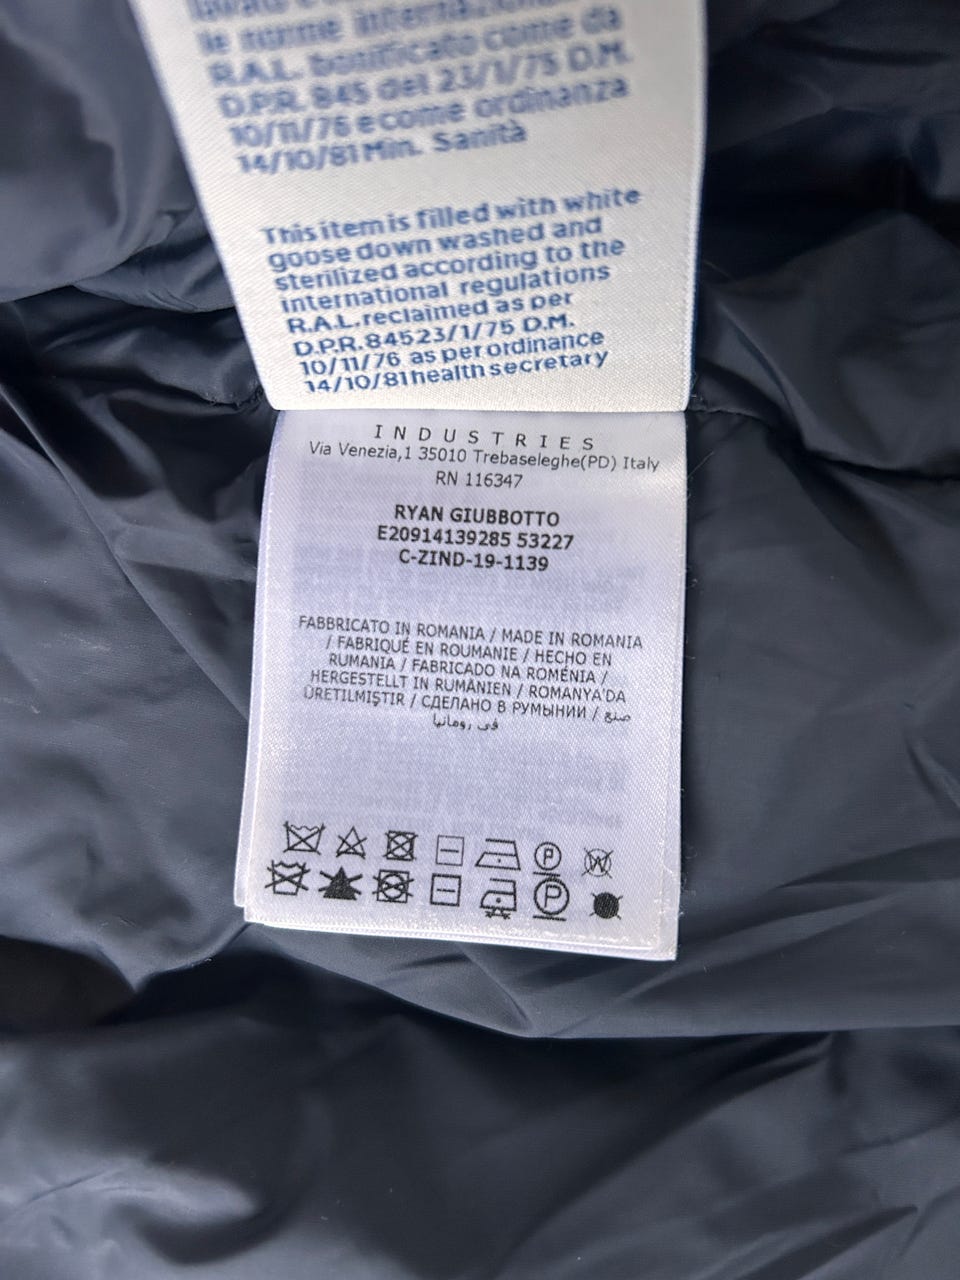 le norme internazionali
R.A.L. bonificato come da
D.P.R. 845 del 23/1/75 D.M.
10/11/76 e come ordinanza
14/10/81 Min. Sanità
This item is filled with white
goose down washed and
sterilized according to the
international regulations
R.A.L. reclaimed as per
D.P.R. 845 23/1/75 D.M.
10/11/76 as per ordinance
14/10/81 health secretary
INDUSTRIES
Via Venezia,1 35010 Trebaseleghe(PD) Italy
RN 116347
RYAN GIUBBOTTO
E20914139285 53227
C-ZIND-19-1139
FABBRICATO IN ROMANIA / MADE IN ROMANIA
/ FABRIQUÉ EN ROUMANIE / HECHO EN
RUMANIA / FABRICADO NA ROMÉNIA /
HERGESTELLT IN RUMÄNIEN / ROMANYA'DA
ÜRETILMIŞTIR / СДЕЛАНО В РУМЫНИИ / صنع
في رومانيا
P W
P